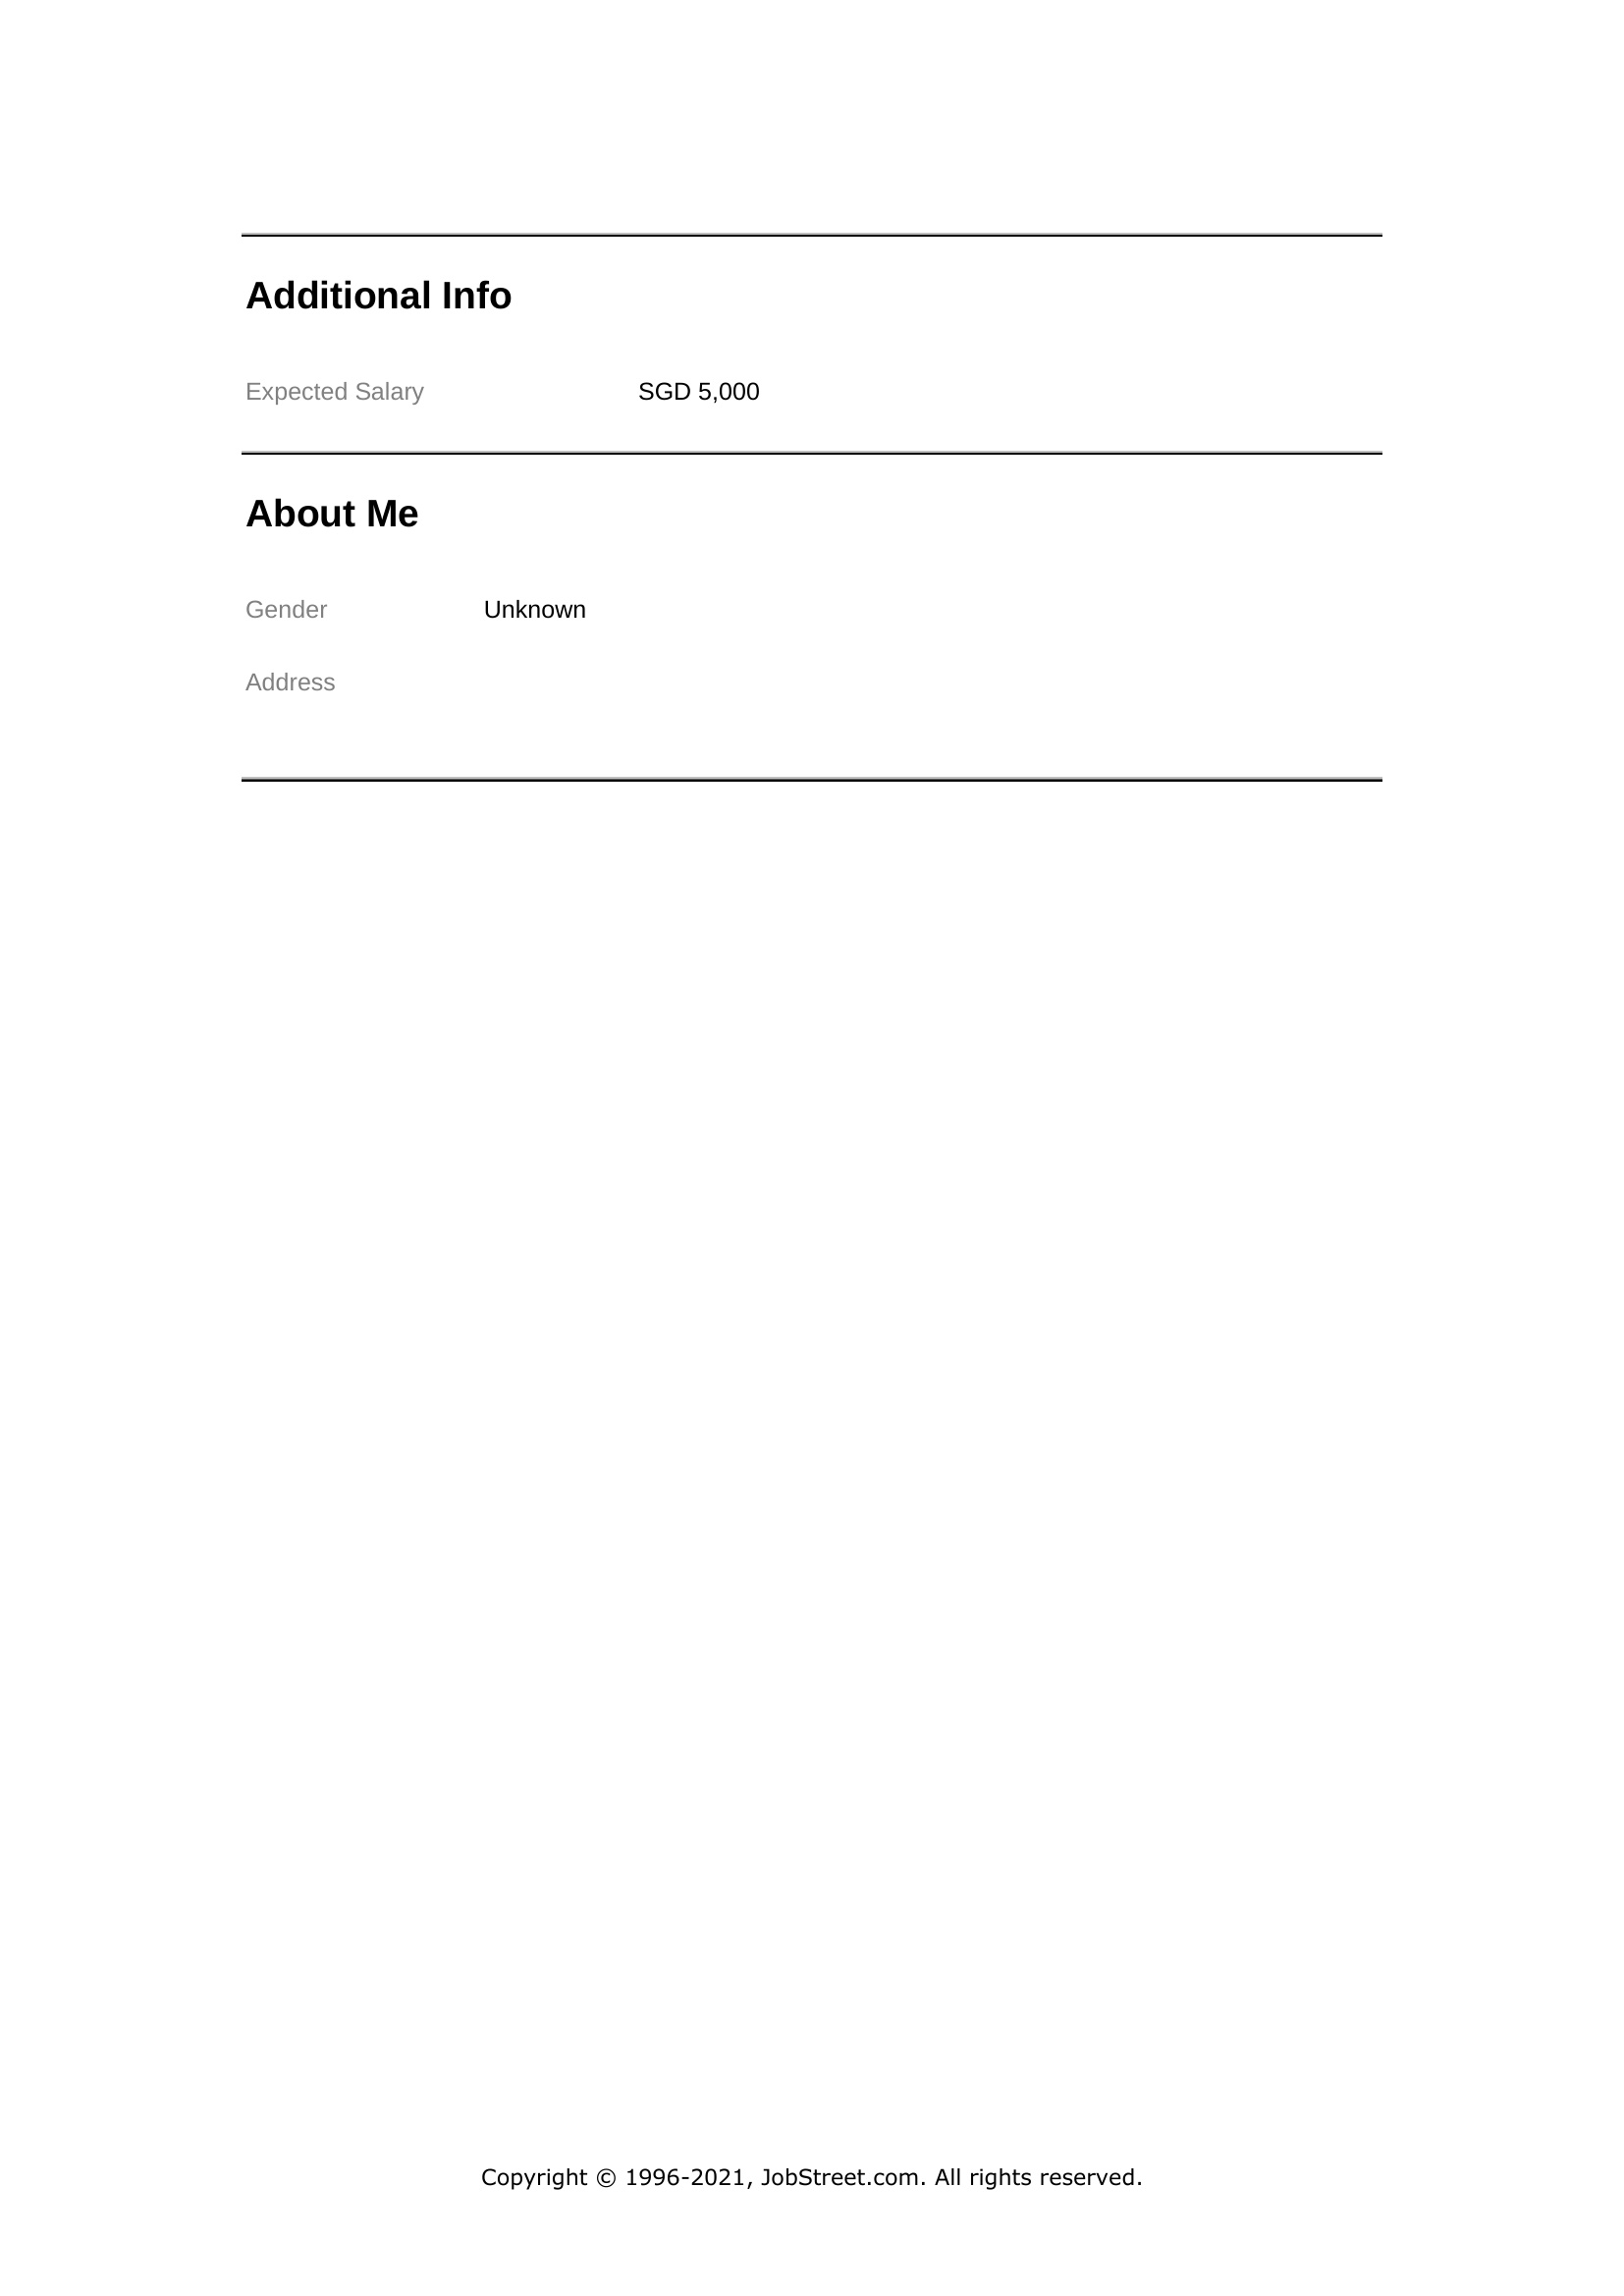 Additional Info
Expected Salary SGD 5,000
About Me
Gender Unknown
Address
Copyright © 1996-2021, JobStreet.com. All rights reserved.